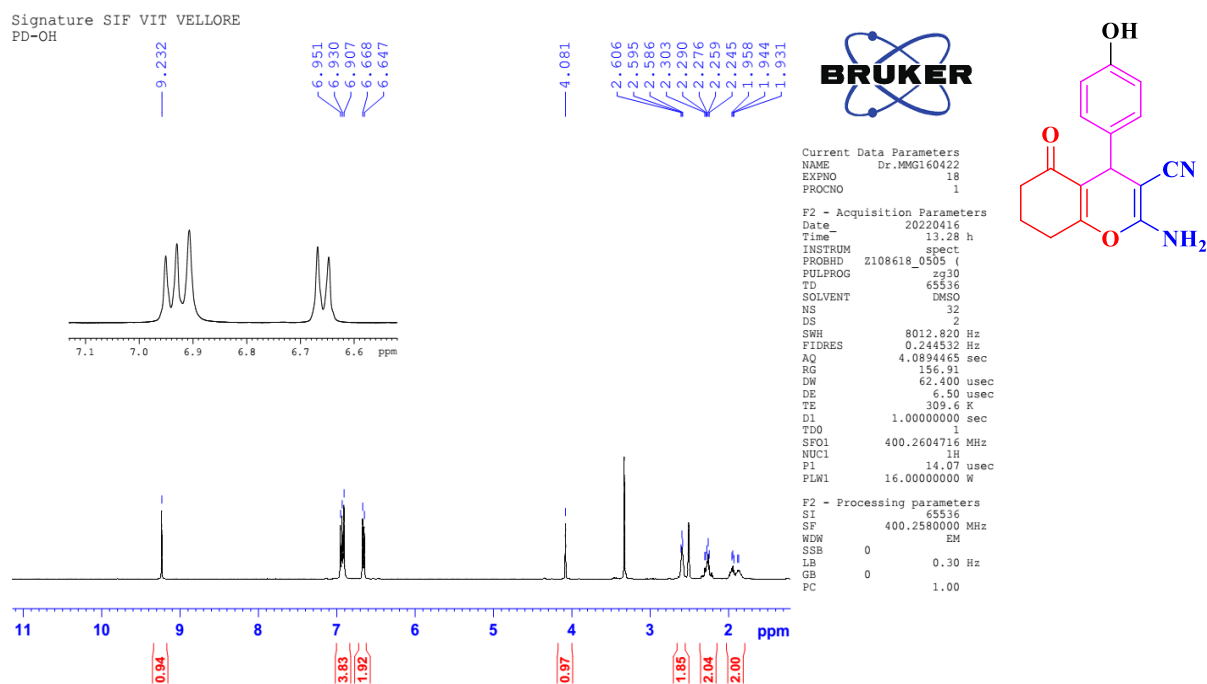 Signature SIF VIT VELLORE
PD-OH
9.232
6.951
6.930
6.907
6.668
6.647
4.081
2.606
2.595
2.586
2.303
2.290
2.276
2.259
2.245
1.958
1.944
1.931
BRUKER
Current Data Parameters
NAME Dr.MMG160422
EXPNO 18
PROCNO 1
F2 - Acquisition Parameters
Date_ 20220416
Time 13.28 h
INSTRUM spect
PROBHD Z108618_0505 (
PULPROG zg30
TD 65536
SOLVENT DMSO
NS 32
DS 2
SWH 8012.820 Hz
FIDRES 0.244532 Hz
AQ 4.0894465 sec
RG 156.91
DW 62.400 usec
DE 6.50 usec
TE 309.6 K
D1 1.00000000 sec
TD0 1
SFO1 400.2604716 MHz
NUC1 1H
P1 14.07 usec
PLW1 16.00000000 W
F2 - Processing parameters
SI 65536
SF 400.2580000 MHz
WDW EM
SSB 0
LB 0.30 Hz
GB 0
PC 1.00
OH
O
CN
O
NH2
7.1 7.0 6.9 6.8 6.7 6.6 ppm
11 10 9 8 7 6 5 4 3 2 ppm
0.94
3.83
1.92
0.97
1.85
2.04
2.00